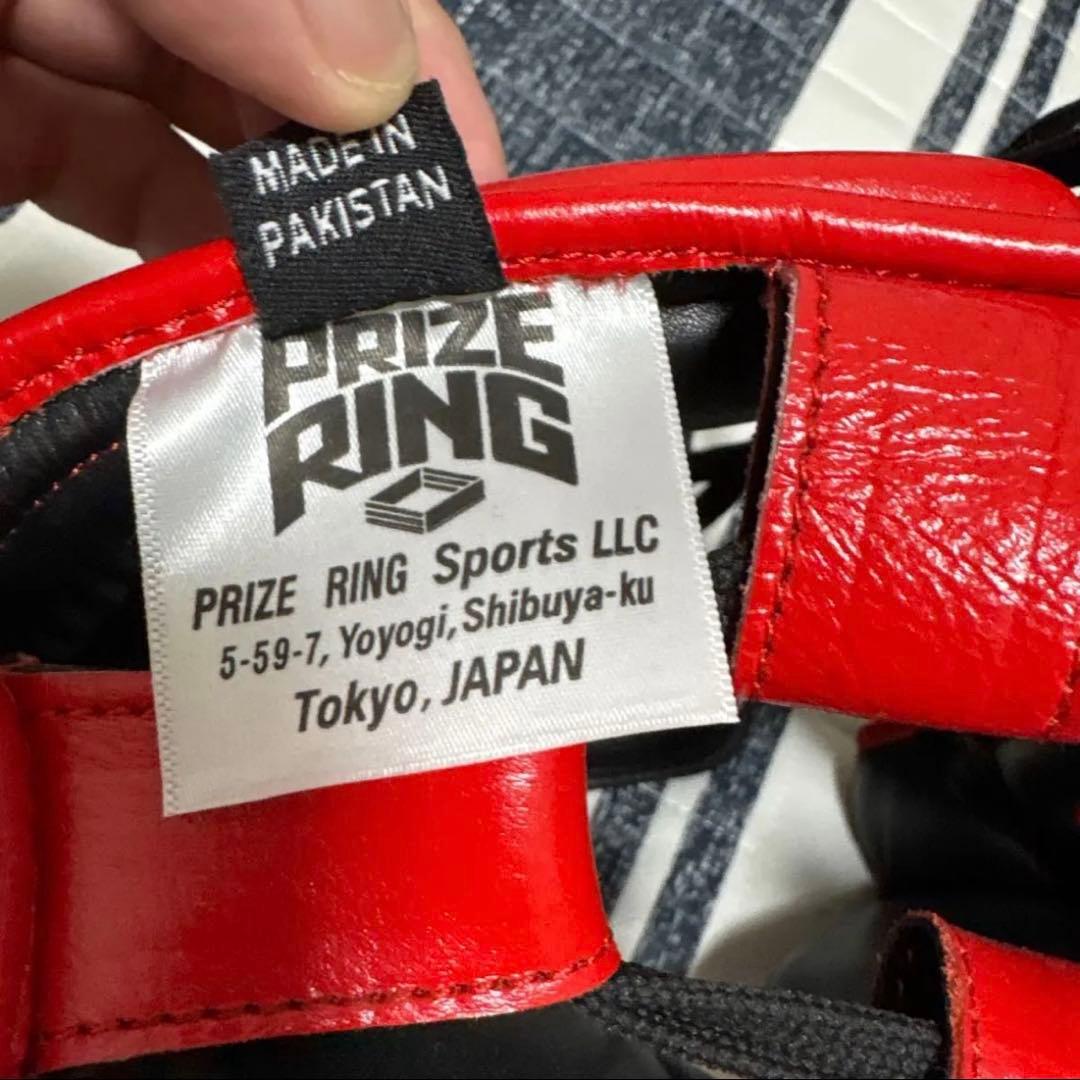 MADE IN
PAKISTAN
PRIZE
RING
PRIZE RING Sports LLC
5-59-7, Yoyogi, Shibuya-ku
Tokyo, JAPAN